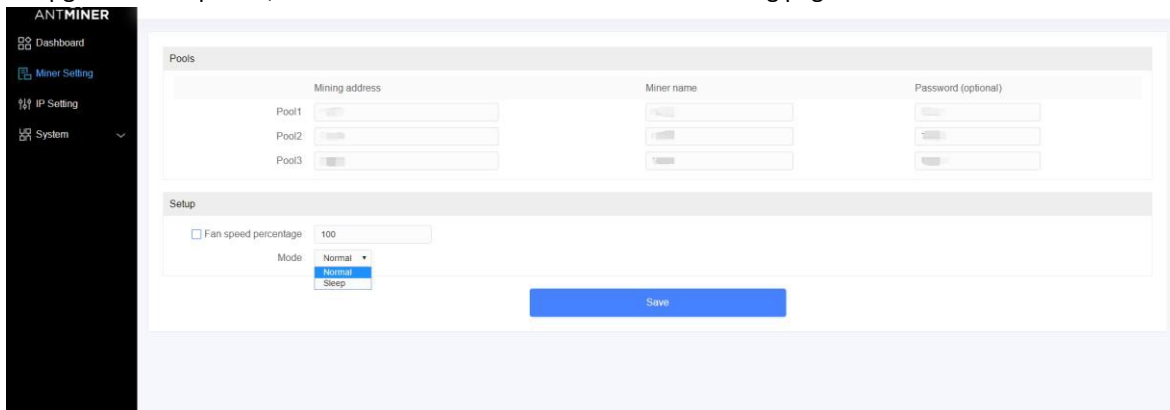 ANTMINER
Dashboard
Miner Setting
IP Setting
System
Pools
Mining address Miner name Password (optional)
Pool1
Pool2
Pool3
Setup
Fan speed percentage 100
Mode Normal
Normal
Sleep
Save